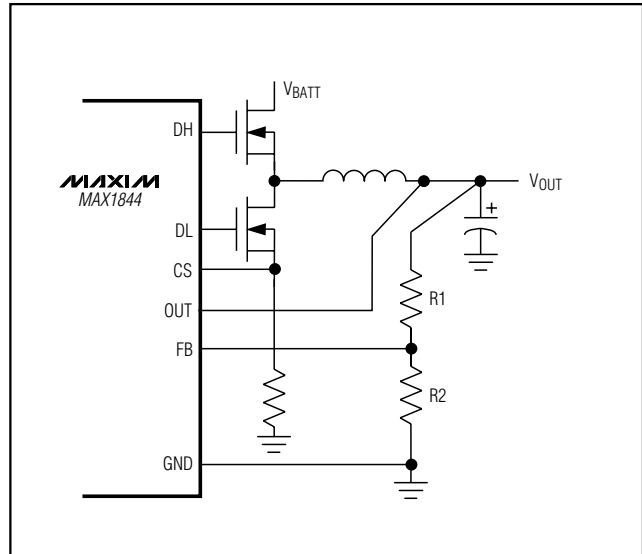 VBATT
DH
MAXIM
MAX1844
VOUT
DL
+
CS
OUT
R1
FB
R2
GND